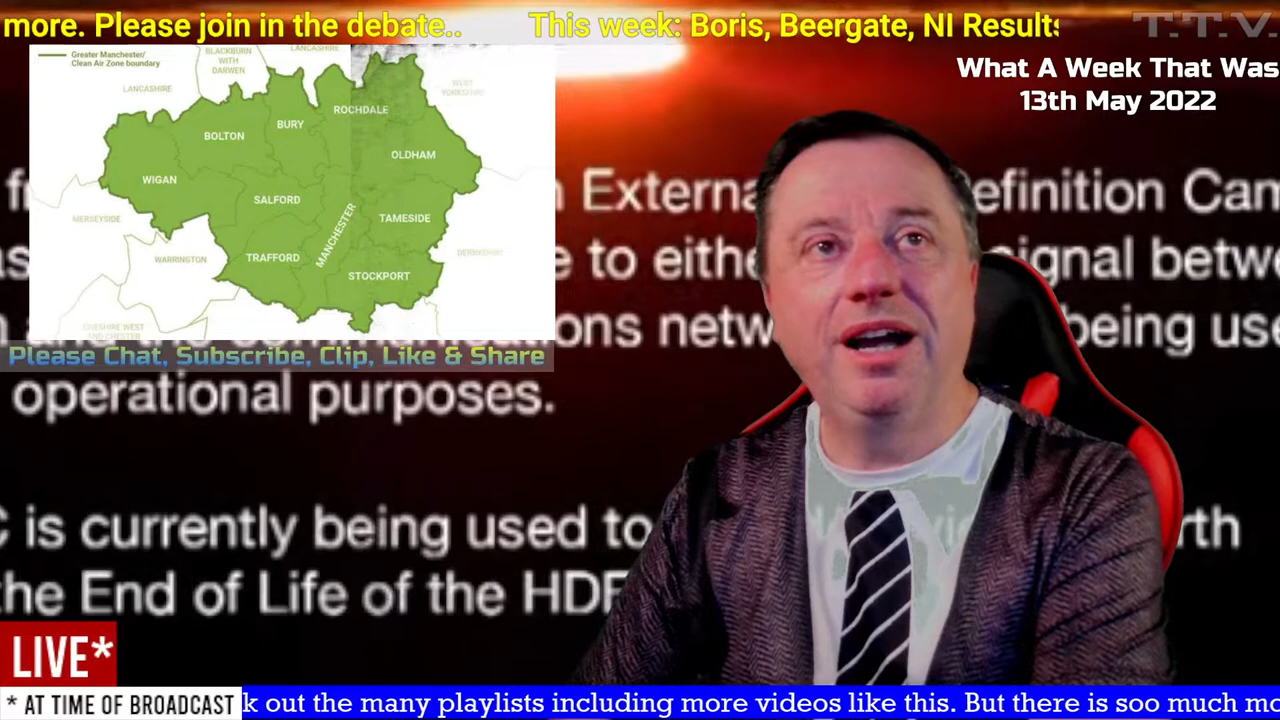 more. Please join in the debate.. This week: Boris, Beergate, NI Results
T.T.V.
What A Week That Was
13th May 2022
Greater Manchester/
Clean Air Zone boundary
BLACKBURN
WITH
DARWEN
LANCASHIRE
LANCASHIRE
WEST
YORKSHIRE
ROCHDALE
BURY
BOLTON
OLDHAM
WIGAN
SALFORD
TAMESIDE
MERSEYSIDE
MANCHESTER
WARRINGTON
TRAFFORD
DERBYSHIRE
STOCKPORT
CHESHIRE WEST
AND CHESTER
Please Chat, Subscribe, Clip, Like & Share
Externa efinition Can
e to eithe ignal betwe
ons netw being use
operational purposes.
C is currently being used to rth
the End of Life of the HDF
LIVE*
* AT TIME OF BROADCAST
k out the many playlists including more videos like this. But there is soo much mo